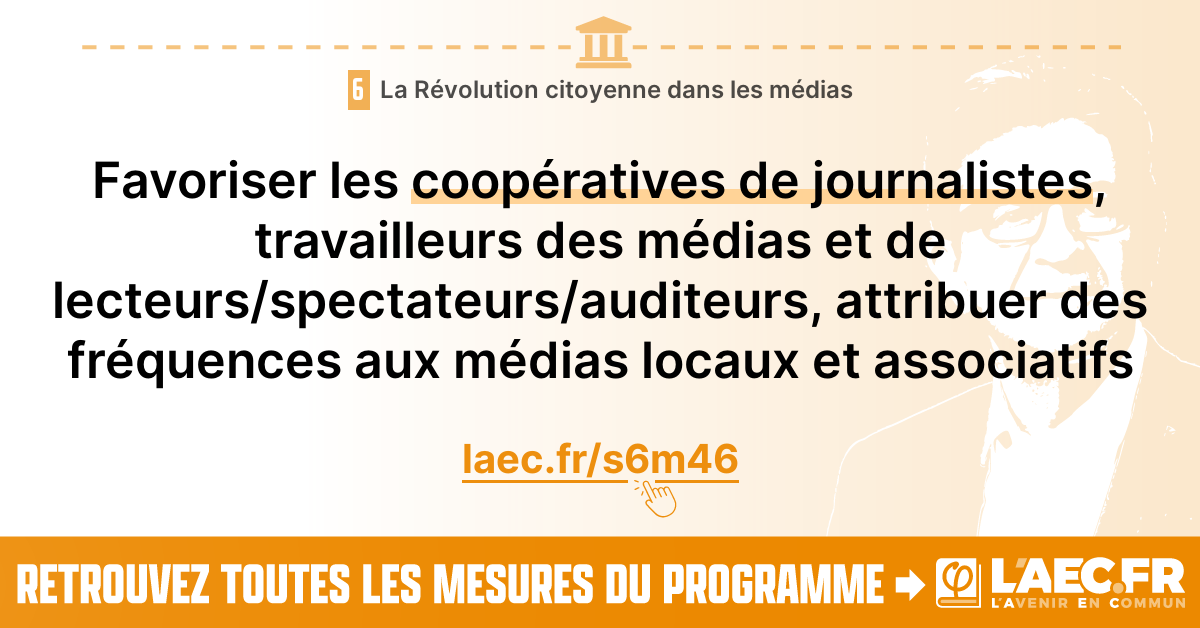 6 La Révolution citoyenne dans les médias
Favoriser les coopératives de journalistes,
travailleurs des médias et de
lecteurs/spectateurs/auditeurs, attribuer des
fréquences aux médias locaux et associatifs
laec.fr/s6m46
RETROUVEZ TOUTES LES MESURES DU PROGRAMME
φ L'AEC.FR
L'AVENIR EN COMMUN